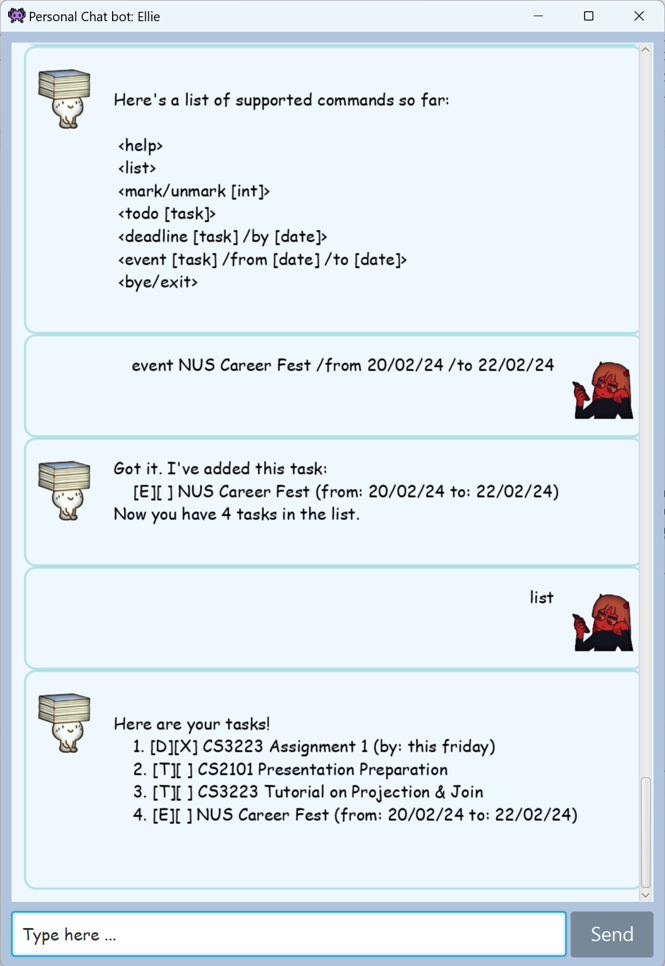 Personal Chat bot: Ellie
Here's a list of supported commands so far:
<help>
<list>
<mark/unmark [int]>
<todo [task]>
<deadline [task] /by [date]>
<event [task] /from [date] /to [date]>
<bye/exit>
event NUS Career Fest /from 20/02/24 /to 22/02/24
Got it. I've added this task:
[E][ ] NUS Career Fest (from: 20/02/24 to: 22/02/24)
Now you have 4 tasks in the list.
list
Here are your tasks!
1. [D][X] CS3223 Assignment 1 (by: this friday)
2. [T][ ] CS2101 Presentation Preparation
3. [T][ ] CS3223 Tutorial on Projection & Join
4. [E][ ] NUS Career Fest (from: 20/02/24 to: 22/02/24)
Type here ...
Send